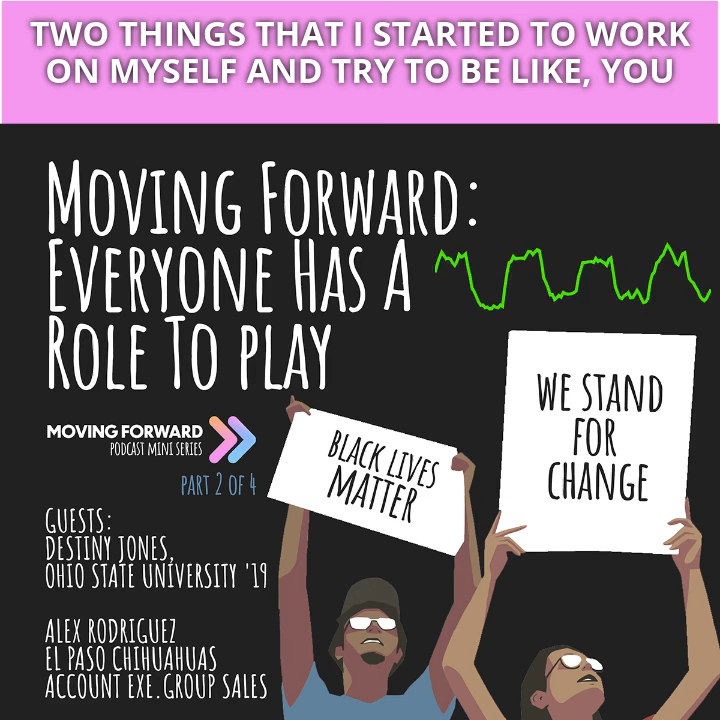 TWO THINGS THAT I STARTED TO WORK
ON MYSELF AND TRY TO BE LIKE, YOU
MOVING FORWARD:
EVERYONE HAS A
ROLE TO PLAY
MOVING FORWARD
PODCAST MINI SERIES
PART 2 OF 4
GUESTS:
DESTINY JONES,
OHIO STATE UNIVERSITY '19
ALEX RODRIGUEZ
EL PASO CHIHUAHUAS
ACCOUNT EXE.GROUP SALES
BLACK LIVES
MATTER
WE STAND
FOR
CHANGE